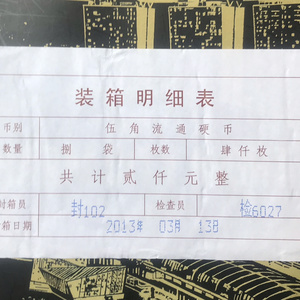 装箱明细表
币别 伍角流通硬币
数量 捌袋 枚数 肆仟枚
共计贰仟元整
封箱员 封102 检查员 检6027
箱日期 2013年 03月 13日